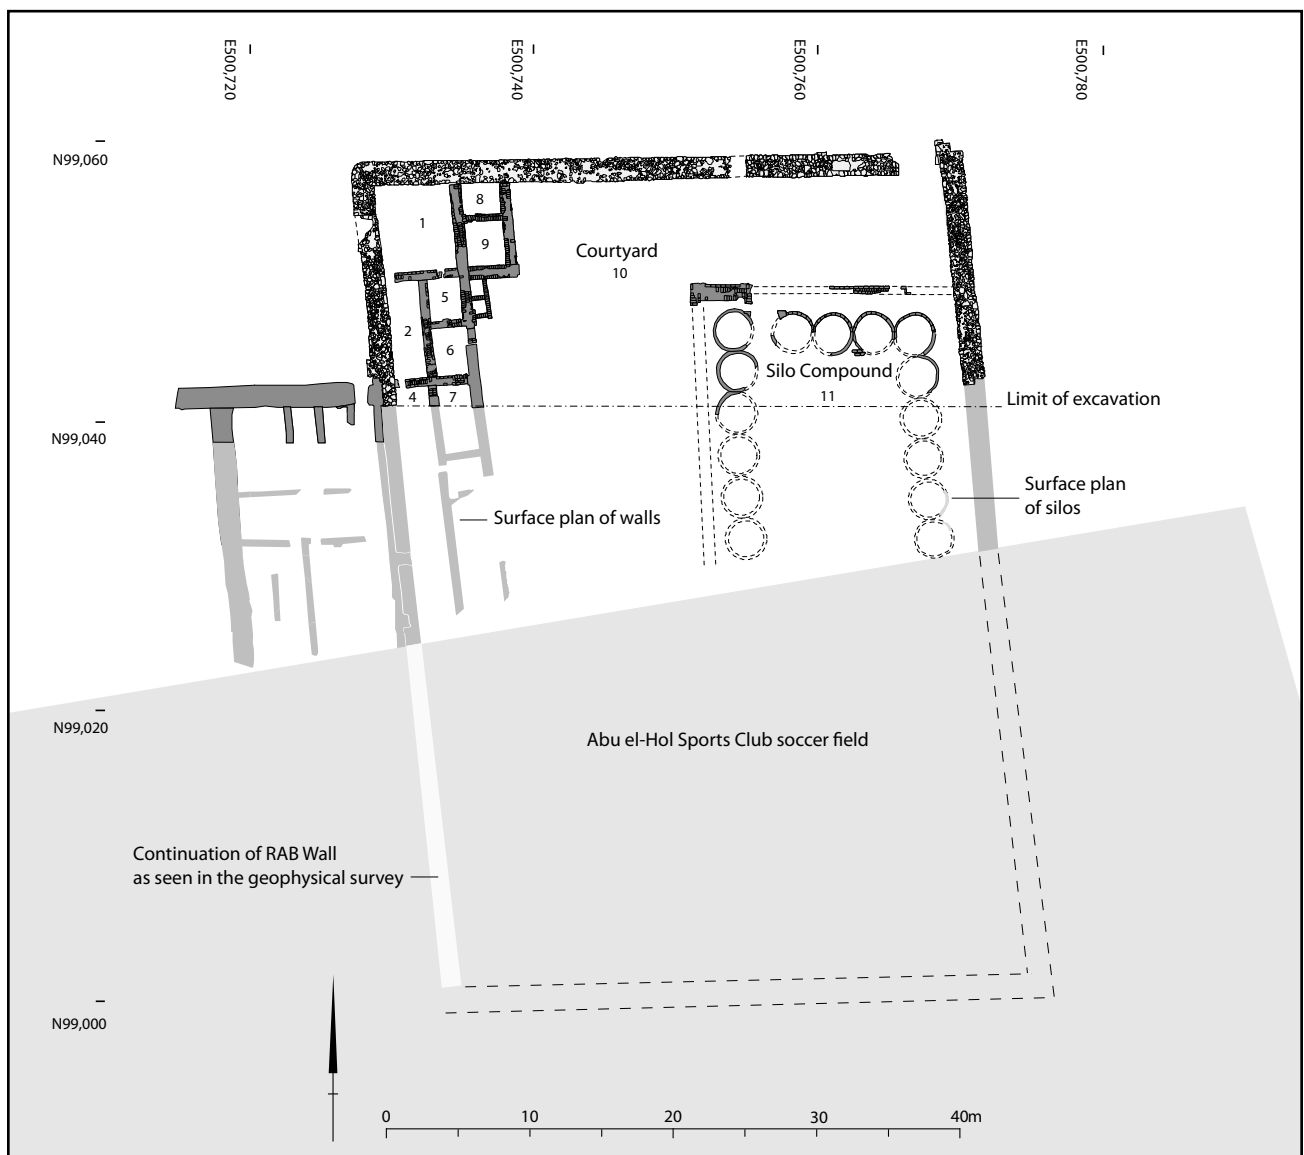 E500,720
E500,740
E500,760
E500,780
N99,060
8
1
9
Courtyard
10
5
2
6
Silo Compound
4
7
11
Limit of excavation
N99,040
Surface plan
of silos
Surface plan of walls
N99,020
Abu el-Hol Sports Club soccer field
Continuation of RAB Wall
as seen in the geophysical survey
N99,000
0
10
20
30
40m